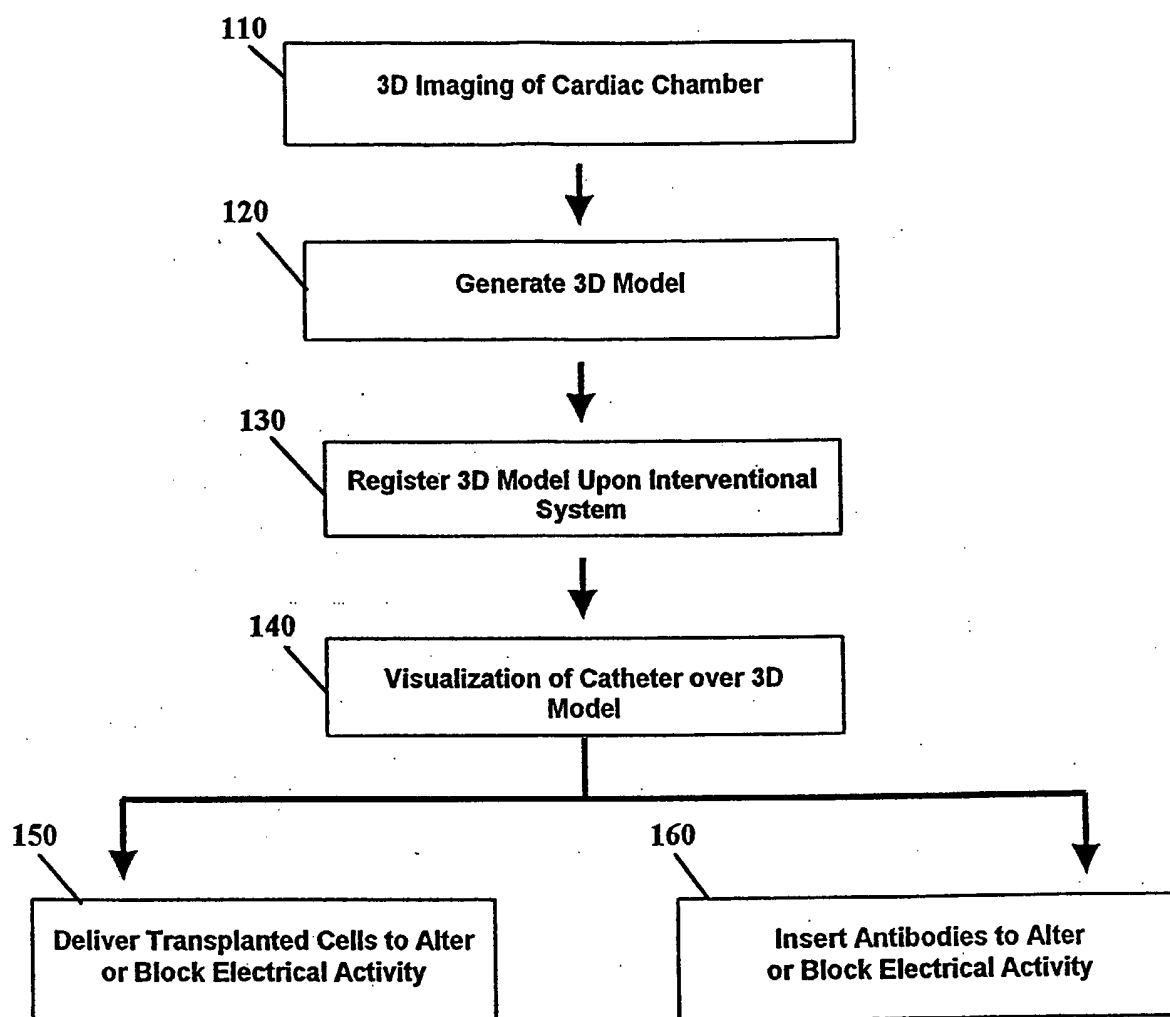 110
3D Imaging of Cardiac Chamber
120
Generate 3D Model
130
Register 3D Model Upon Interventional
System
140
Visualization of Catheter over 3D
Model
150
Deliver Transplanted Cells to Alter
or Block Electrical Activity
160
Insert Antibodies to Alter
or Block Electrical Activity